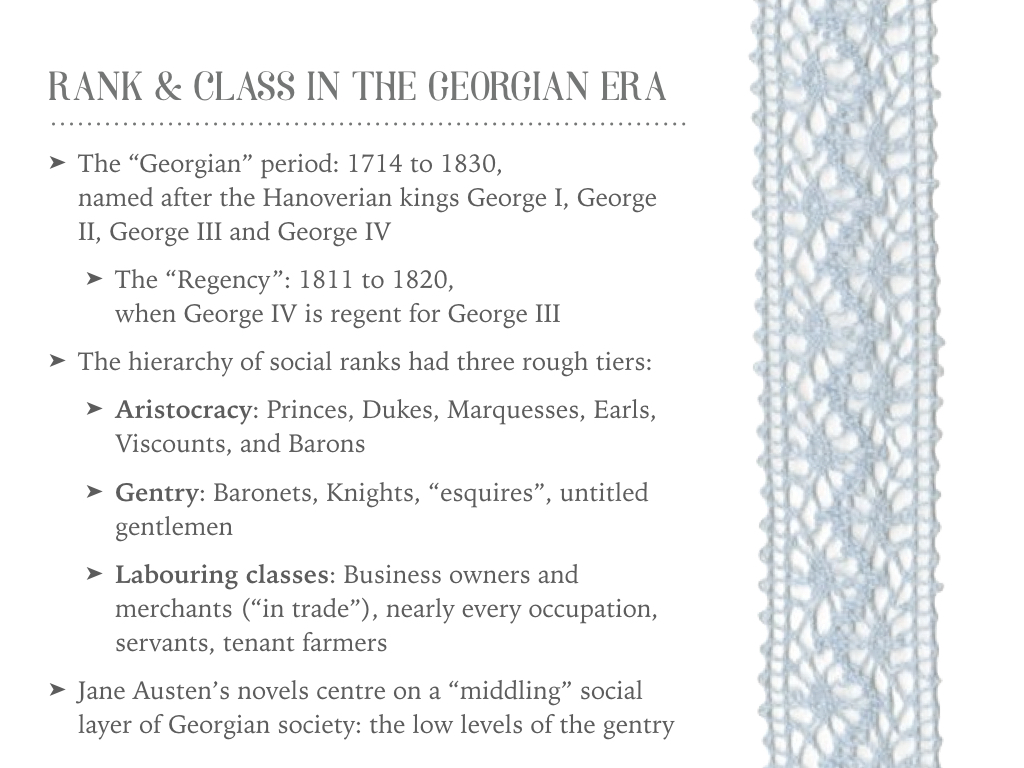 RANK & CLASS IN THE GEORGIAN ERA
➤ The “Georgian” period: 1714 to 1830,
named after the Hanoverian kings George I, George
II, George III and George IV
➤ The “Regency”: 1811 to 1820,
when George IV is regent for George III
➤ The hierarchy of social ranks had three rough tiers:
➤ Aristocracy: Princes, Dukes, Marquesses, Earls,
Viscounts, and Barons
➤ Gentry: Baronets, Knights, “esquires”, untitled
gentlemen
➤ Labouring classes: Business owners and
merchants (“in trade”), nearly every occupation,
servants, tenant farmers
➤ Jane Austen’s novels centre on a “middling” social
layer of Georgian society: the low levels of the gentry